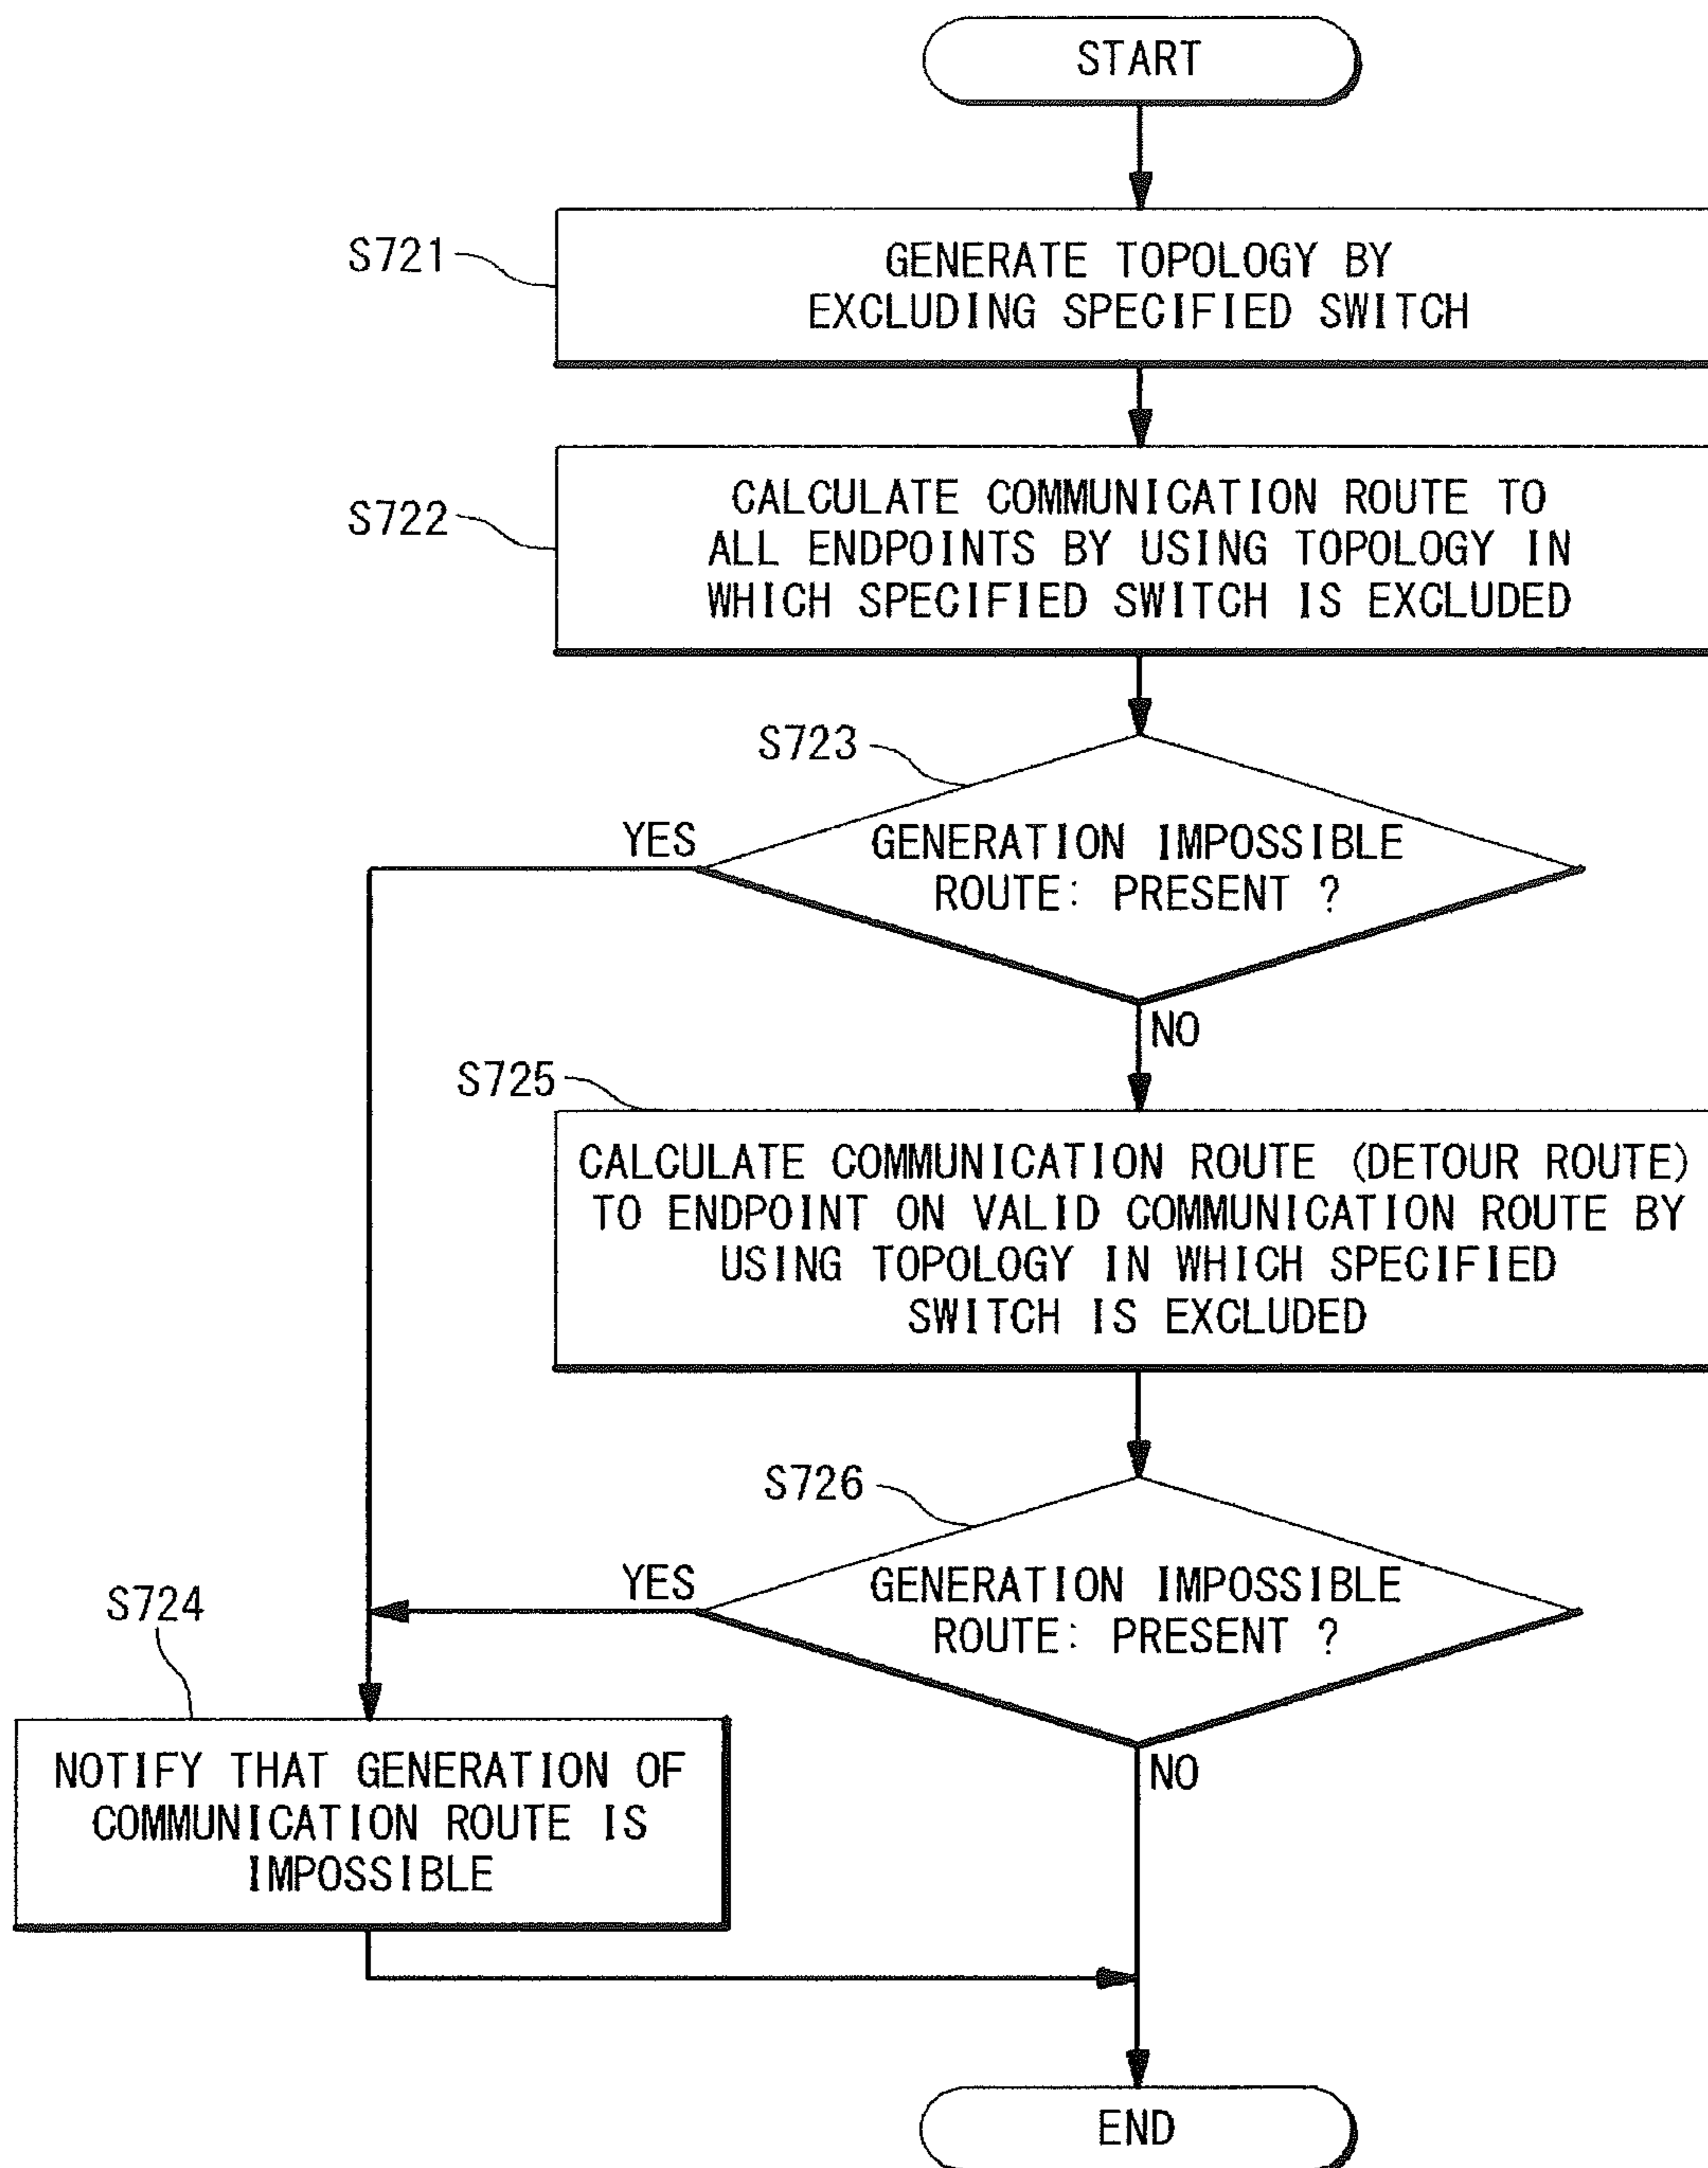 START
S721
GENERATE TOPOLOGY BY
EXCLUDING SPECIFIED SWITCH
S722
CALCULATE COMMUNICATION ROUTE TO
ALL ENDPOINTS BY USING TOPOLOGY IN
WHICH SPECIFIED SWITCH IS EXCLUDED
S723
YES
GENERATION IMPOSSIBLE
ROUTE: PRESENT ?
NO
S725
CALCULATE COMMUNICATION ROUTE (DETOUR ROUTE)
TO ENDPOINT ON VALID COMMUNICATION ROUTE BY
USING TOPOLOGY IN WHICH SPECIFIED
SWITCH IS EXCLUDED
S726
YES
GENERATION IMPOSSIBLE
ROUTE: PRESENT ?
NO
S724
NOTIFY THAT GENERATION OF
COMMUNICATION ROUTE IS
IMPOSSIBLE
END